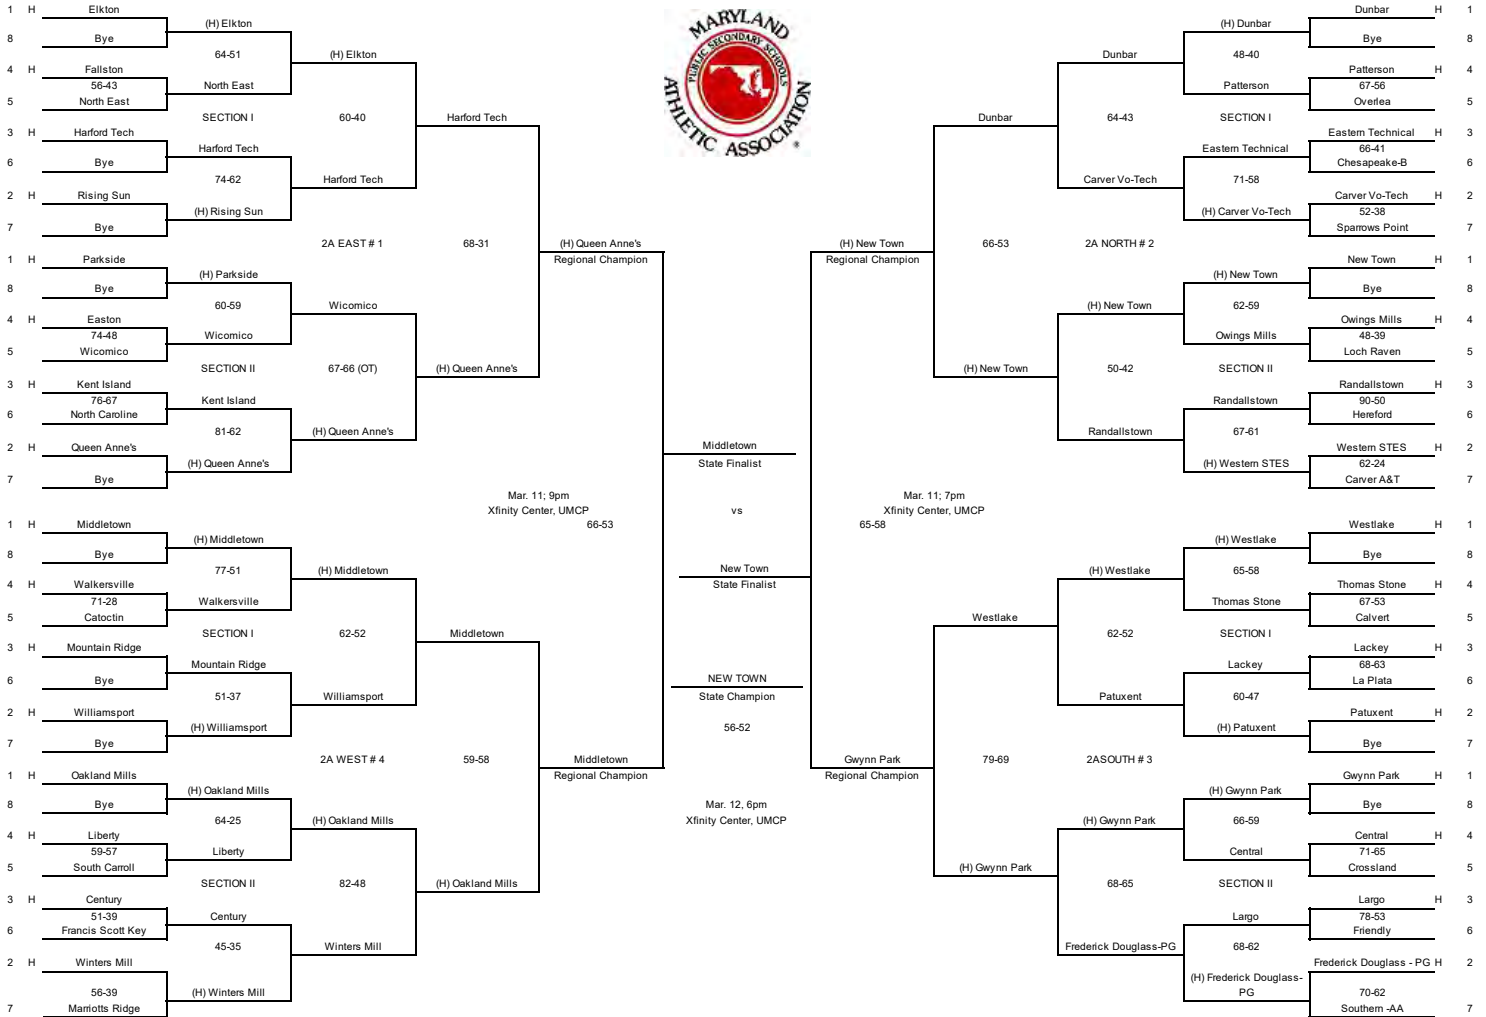 1 H Elkton
8 Bye
(H) Elkton
64-51
4 H Fallston
56-43
5 North East
North East
(H) Elkton
SECTION I
60-40
3 H Harford Tech
6 Bye
Harford Tech
74-62
2 H Rising Sun
7 Bye
(H) Rising Sun
Harford Tech
Harford Tech
2A EAST # 1
68-31
1 H Parkside
8 Bye
(H) Parkside
60-59
4 H Easton
74-48
5 Wicomico
Wicomico
Wicomico
SECTION II
67-66 (OT)
3 H Kent Island
76-67
6 North Caroline
Kent Island
81-62
2 H Queen Anne's
7 Bye
(H) Queen Anne's
(H) Queen Anne's
(H) Queen Anne's
(H) Queen Anne's
Regional Champion
Mar. 11; 9pm
Xfinity Center, UMCP
66-53
1 H Middletown
8 Bye
(H) Middletown
77-51
4 H Walkersville
71-28
5 Catoctin
Walkersville
(H) Middletown
SECTION I
62-52
3 H Mountain Ridge
6 Bye
Mountain Ridge
51-37
2 H Williamsport
7 Bye
(H) Williamsport
Williamsport
Middletown
2A WEST # 4
59-58
1 H Oakland Mills
8 Bye
(H) Oakland Mills
64-25
4 H Liberty
59-57
5 South Carroll
Liberty
(H) Oakland Mills
SECTION II
82-48
3 H Century
51-39
6 Francis Scott Key
Century
45-35
2 H Winters Mill
56-39
7 Marriotts Ridge
(H) Winters Mill
Winters Mill
(H) Oakland Mills
Middletown
Regional Champion
MARYLAND
PUBLIC SECONDARY SCHOOLS
ATHLETIC ASSOCIATION
®
Middletown
State Finalist
vs
New Town
State Finalist
NEW TOWN
State Champion
56-52
Mar. 12, 6pm
Xfinity Center, UMCP
Dunbar H 1
Bye 8
(H) Dunbar
48-40
Patterson H 4
67-56
Overlea 5
Patterson
Dunbar
SECTION I
64-43
Eastern Technical H 3
66-41
Chesapeake-B 6
Eastern Technical
71-58
Carver Vo-Tech H 2
52-38
Sparrows Point 7
(H) Carver Vo-Tech
Carver Vo-Tech
Dunbar
2A NORTH # 2
66-53
New Town H 1
Bye 8
(H) New Town
62-59
Owings Mills H 4
48-39
Loch Raven 5
Owings Mills
(H) New Town
SECTION II
50-42
Randallstown H 3
90-50
Hereford 6
Randallstown
67-61
Western STES H 2
62-24
Carver A&T 7
(H) Western STES
Randallstown
(H) New Town
(H) New Town
Regional Champion
Mar. 11; 7pm
Xfinity Center, UMCP
65-58
Westlake H 1
Bye 8
(H) Westlake
65-58
Thomas Stone H 4
67-53
Calvert 5
Thomas Stone
(H) Westlake
SECTION I
62-52
Lackey H 3
68-63
La Plata 6
Lackey
60-47
Patuxent H 2
Bye 7
(H) Patuxent
Patuxent
Westlake
2ASOUTH # 3
79-69
Gwynn Park H 1
Bye 8
(H) Gwynn Park
66-59
Central H 4
71-65
Crossland 5
Central
(H) Gwynn Park
SECTION II
68-65
Largo H 3
78-53
Friendly 6
Largo
68-62
Frederick Douglass - PG H 2
70-62
Southern -AA 7
(H) Frederick Douglass-
PG
Frederick Douglass-PG
(H) Gwynn Park
Gwynn Park
Regional Champion